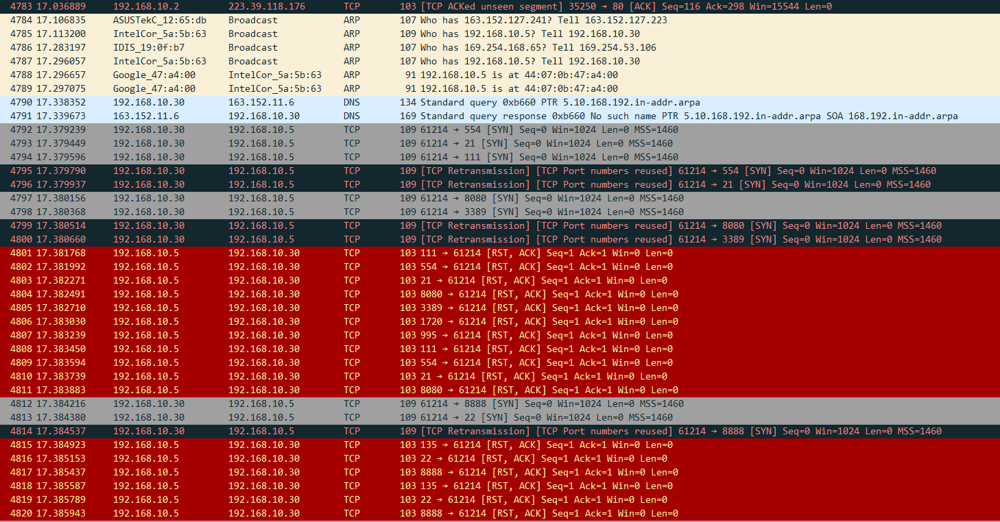 4783 17.036889 192.168.10.2 223.39.118.176 TCP 103 [TCP ACKed unseen segment] 35250 → 80 [ACK] Seq=116 Ack=298 Win=15544 Len=0
4784 17.106835 ASUSTekC_12:65:db Broadcast ARP 107 Who has 163.152.127.241? Tell 163.152.127.223
4785 17.113200 IntelCor_5a:5b:63 Broadcast ARP 109 Who has 192.168.10.5? Tell 192.168.10.30
4786 17.283197 IDIS_19:0f:b7 Broadcast ARP 107 Who has 169.254.168.65? Tell 169.254.53.106
4787 17.296057 IntelCor_5a:5b:63 Broadcast ARP 107 Who has 192.168.10.5? Tell 192.168.10.30
4788 17.296657 Google_47:a4:00 IntelCor_5a:5b:63 ARP 91 192.168.10.5 is at 44:07:0b:47:a4:00
4789 17.297075 Google_47:a4:00 IntelCor_5a:5b:63 ARP 91 192.168.10.5 is at 44:07:0b:47:a4:00
4790 17.338352 192.168.10.30 163.152.11.6 DNS 134 Standard query 0xb660 PTR 5.10.168.192.in-addr.arpa
4791 17.339673 163.152.11.6 192.168.10.30 DNS 169 Standard query response 0xb660 No such name PTR 5.10.168.192.in-addr.arpa SOA 168.192.in-addr.arpa
4792 17.379239 192.168.10.30 192.168.10.5 TCP 109 61214 → 554 [SYN] Seq=0 Win=1024 Len=0 MSS=1460
4793 17.379449 192.168.10.30 192.168.10.5 TCP 109 61214 → 21 [SYN] Seq=0 Win=1024 Len=0 MSS=1460
4794 17.379596 192.168.10.30 192.168.10.5 TCP 109 61214 → 111 [SYN] Seq=0 Win=1024 Len=0 MSS=1460
4795 17.379790 192.168.10.30 192.168.10.5 TCP 109 [TCP Retransmission] [TCP Port numbers reused] 61214 → 554 [SYN] Seq=0 Win=1024 Len=0 MSS=1460
4796 17.379937 192.168.10.30 192.168.10.5 TCP 109 [TCP Retransmission] [TCP Port numbers reused] 61214 → 21 [SYN] Seq=0 Win=1024 Len=0 MSS=1460
4797 17.380156 192.168.10.30 192.168.10.5 TCP 109 61214 → 8080 [SYN] Seq=0 Win=1024 Len=0 MSS=1460
4798 17.380368 192.168.10.30 192.168.10.5 TCP 109 61214 → 3389 [SYN] Seq=0 Win=1024 Len=0 MSS=1460
4799 17.380514 192.168.10.30 192.168.10.5 TCP 109 [TCP Retransmission] [TCP Port numbers reused] 61214 → 8080 [SYN] Seq=0 Win=1024 Len=0 MSS=1460
4800 17.380660 192.168.10.30 192.168.10.5 TCP 109 [TCP Retransmission] [TCP Port numbers reused] 61214 → 3389 [SYN] Seq=0 Win=1024 Len=0 MSS=1460
4801 17.381768 192.168.10.5 192.168.10.30 TCP 103 111 → 61214 [RST, ACK] Seq=1 Ack=1 Win=0 Len=0
4802 17.381992 192.168.10.5 192.168.10.30 TCP 103 554 → 61214 [RST, ACK] Seq=1 Ack=1 Win=0 Len=0
4803 17.382271 192.168.10.5 192.168.10.30 TCP 103 21 → 61214 [RST, ACK] Seq=1 Ack=1 Win=0 Len=0
4804 17.382491 192.168.10.5 192.168.10.30 TCP 103 8080 → 61214 [RST, ACK] Seq=1 Ack=1 Win=0 Len=0
4805 17.382710 192.168.10.5 192.168.10.30 TCP 103 3389 → 61214 [RST, ACK] Seq=1 Ack=1 Win=0 Len=0
4806 17.383030 192.168.10.5 192.168.10.30 TCP 103 1720 → 61214 [RST, ACK] Seq=1 Ack=1 Win=0 Len=0
4807 17.383239 192.168.10.5 192.168.10.30 TCP 103 995 → 61214 [RST, ACK] Seq=1 Ack=1 Win=0 Len=0
4808 17.383450 192.168.10.5 192.168.10.30 TCP 103 111 → 61214 [RST, ACK] Seq=1 Ack=1 Win=0 Len=0
4809 17.383594 192.168.10.5 192.168.10.30 TCP 103 554 → 61214 [RST, ACK] Seq=1 Ack=1 Win=0 Len=0
4810 17.383739 192.168.10.5 192.168.10.30 TCP 103 21 → 61214 [RST, ACK] Seq=1 Ack=1 Win=0 Len=0
4811 17.383883 192.168.10.5 192.168.10.30 TCP 103 8080 → 61214 [RST, ACK] Seq=1 Ack=1 Win=0 Len=0
4812 17.384216 192.168.10.30 192.168.10.5 TCP 109 61214 → 8888 [SYN] Seq=0 Win=1024 Len=0 MSS=1460
4813 17.384380 192.168.10.30 192.168.10.5 TCP 109 61214 → 22 [SYN] Seq=0 Win=1024 Len=0 MSS=1460
4814 17.384537 192.168.10.30 192.168.10.5 TCP 109 [TCP Retransmission] [TCP Port numbers reused] 61214 → 8888 [SYN] Seq=0 Win=1024 Len=0 MSS=1460
4815 17.384923 192.168.10.5 192.168.10.30 TCP 103 135 → 61214 [RST, ACK] Seq=1 Ack=1 Win=0 Len=0
4816 17.385153 192.168.10.5 192.168.10.30 TCP 103 22 → 61214 [RST, ACK] Seq=1 Ack=1 Win=0 Len=0
4817 17.385437 192.168.10.5 192.168.10.30 TCP 103 8888 → 61214 [RST, ACK] Seq=1 Ack=1 Win=0 Len=0
4818 17.385587 192.168.10.5 192.168.10.30 TCP 103 135 → 61214 [RST, ACK] Seq=1 Ack=1 Win=0 Len=0
4819 17.385789 192.168.10.5 192.168.10.30 TCP 103 22 → 61214 [RST, ACK] Seq=1 Ack=1 Win=0 Len=0
4820 17.385943 192.168.10.5 192.168.10.30 TCP 103 8888 → 61214 [RST, ACK] Seq=1 Ack=1 Win=0 Len=0